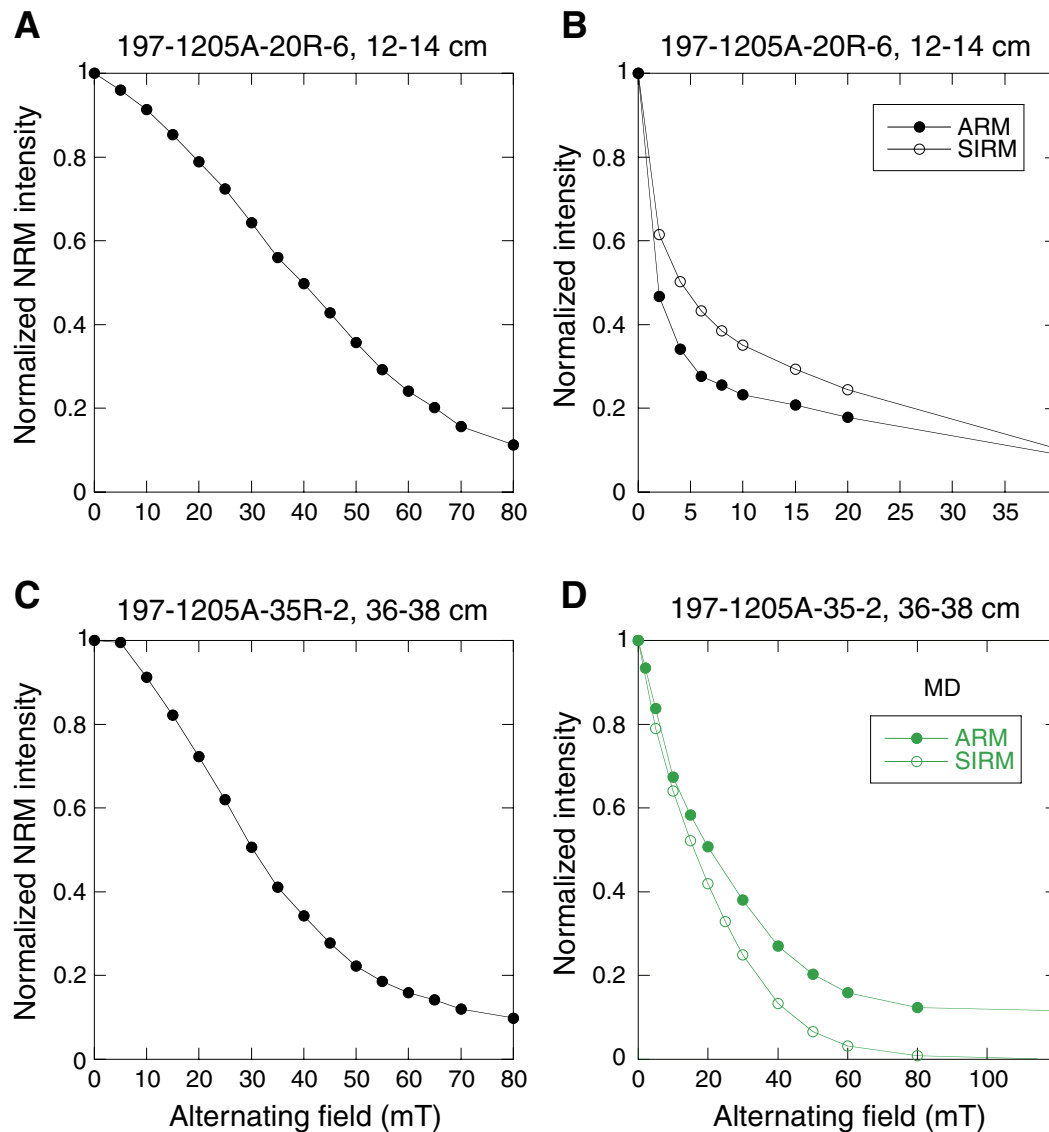 A
197-1205A-20R-6, 12-14 cm
Normalized NRM intensity
1
0.8
0.6
0.4
0.2
0
0 10 20 30 40 50 60 70 80
B
197-1205A-20R-6, 12-14 cm
Normalized intensity
ARM
SIRM
1
0.8
0.6
0.4
0.2
0
0 5 10 15 20 25 30 35
C
197-1205A-35R-2, 36-38 cm
Normalized NRM intensity
1
0.8
0.6
0.4
0.2
0
0 10 20 30 40 50 60 70 80
Alternating field (mT)
D
197-1205A-35-2, 36-38 cm
Normalized intensity
MD
ARM
SIRM
1
0.8
0.6
0.4
0.2
0
0 20 40 60 80 100
Alternating field (mT)